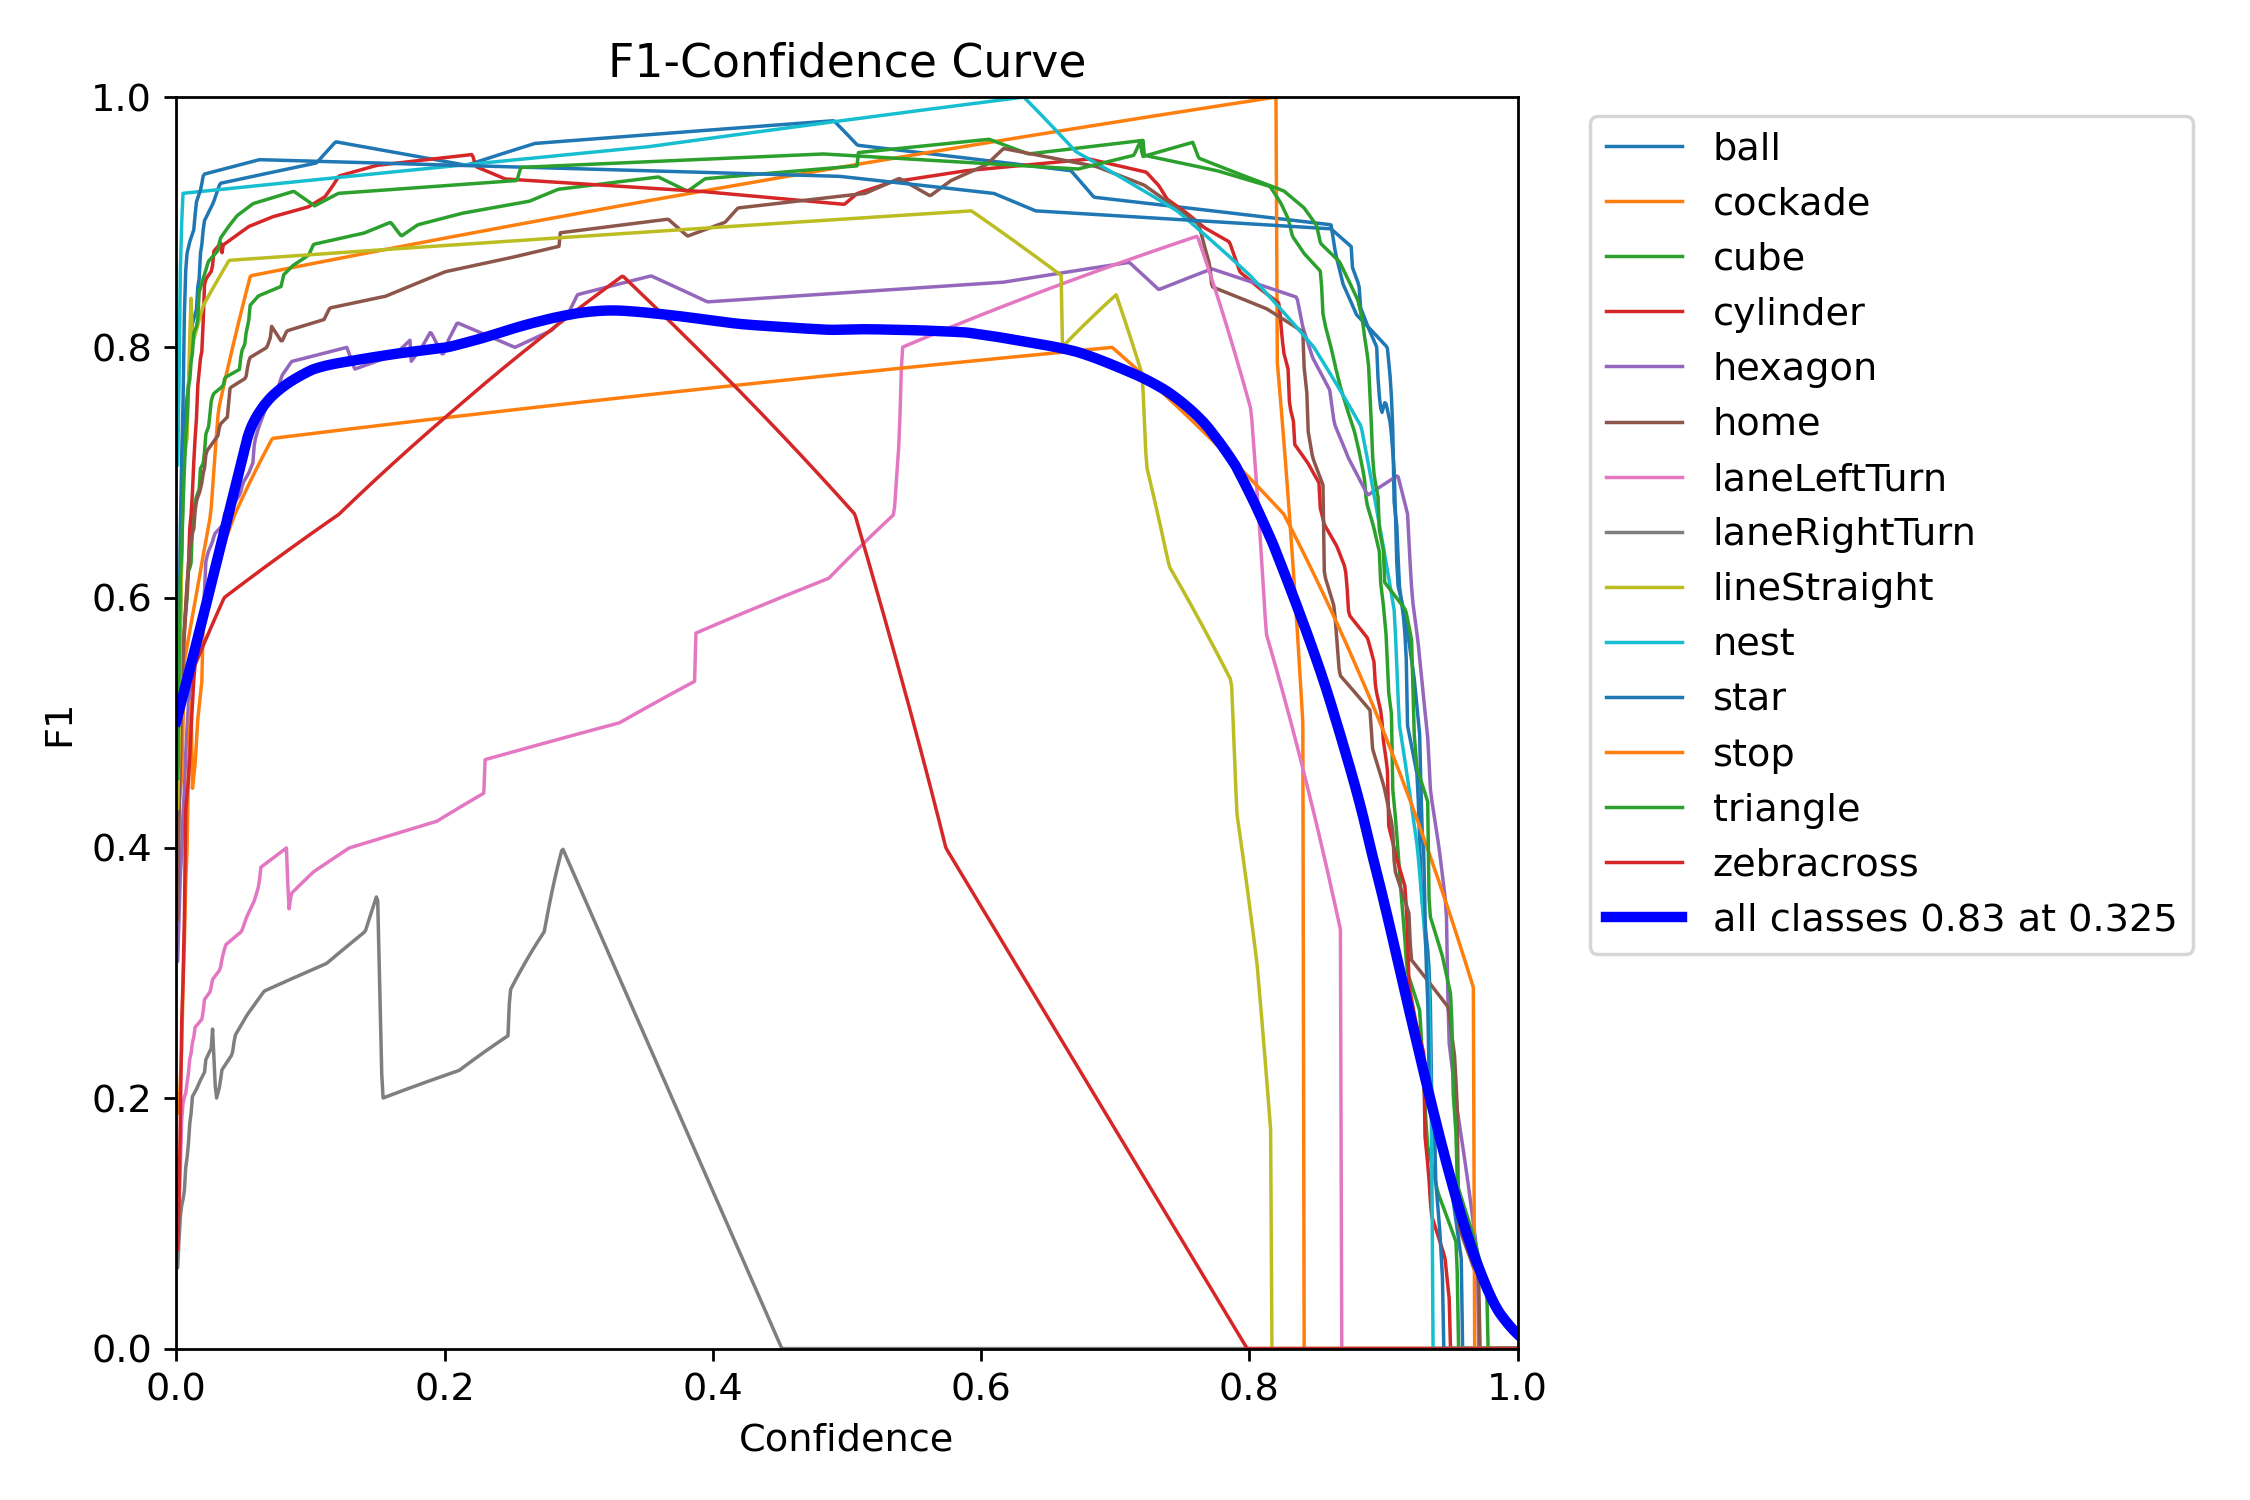 F1-Confidence Curve
1.0
0.8
0.6
0.4
0.2
0.0
F1
0.0 0.2 0.4 0.6 0.8 1.0
Confidence
ball
cockade
cube
cylinder
hexagon
home
laneLeftTurn
laneRightTurn
lineStraight
nest
star
stop
triangle
zebracross
all classes 0.83 at 0.325